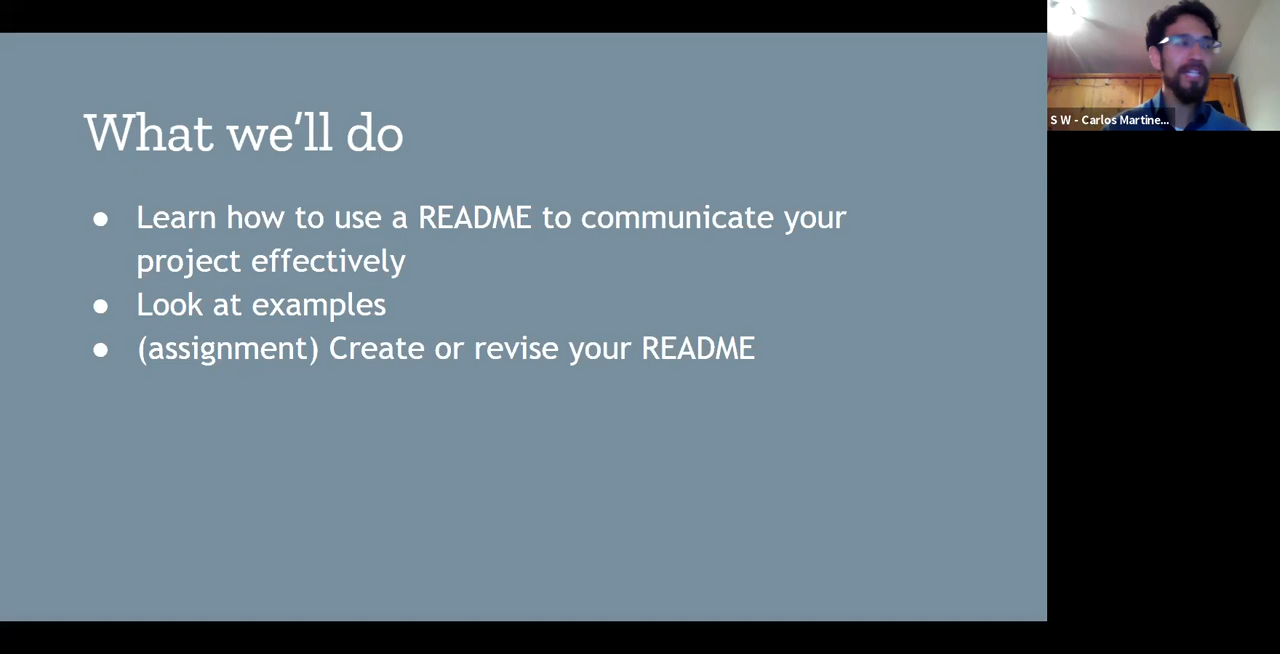 What we'll do
● Learn how to use a README to communicate your
project effectively
● Look at examples
● (assignment) Create or revise your README
S W - Carlos Martine...